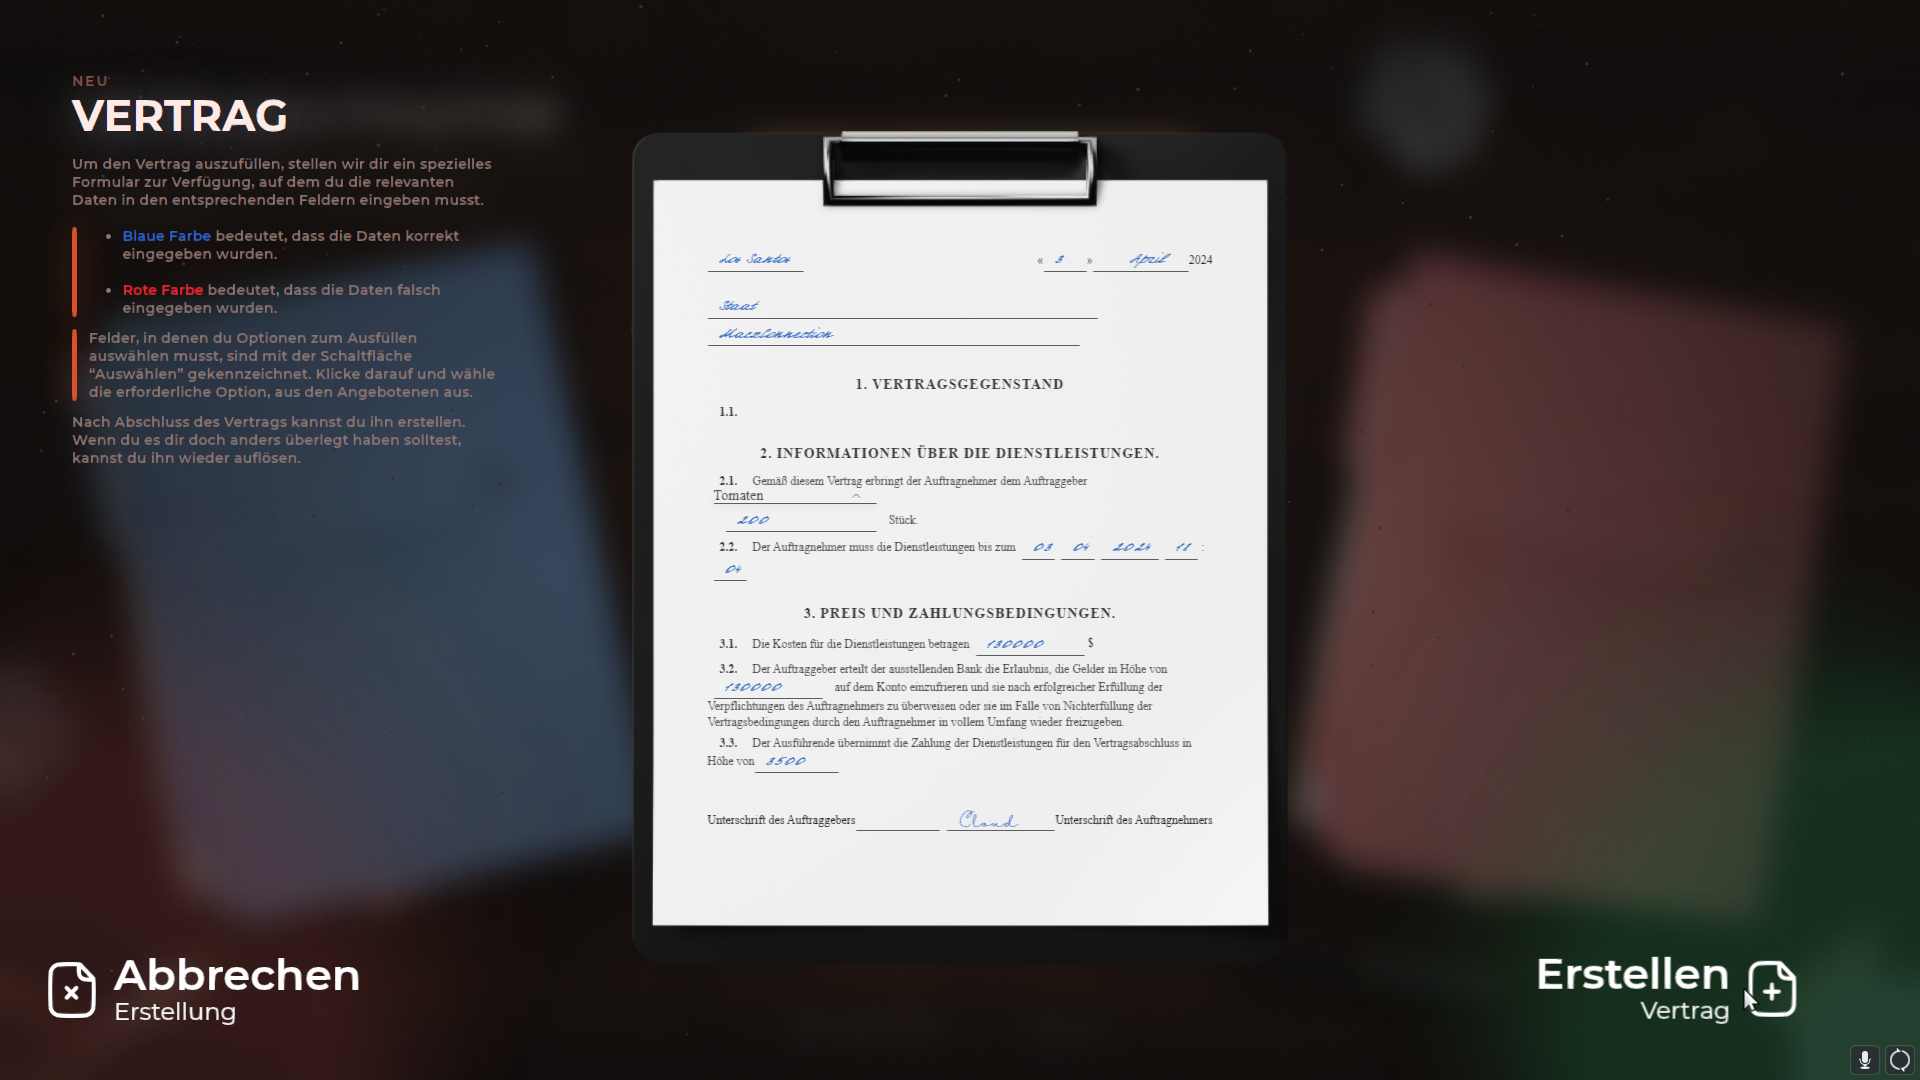 NEU
VERTRAG
Um den Vertrag auszufüllen, stellen wir dir ein spezielles
Formular zur Verfügung, auf dem du die relevanten
Daten in den entsprechenden Feldern eingeben musst.
• Blaue Farbe bedeutet, dass die Daten korrekt
eingegeben wurden.
• Rote Farbe bedeutet, dass die Daten falsch
eingegeben wurden.
Felder, in denen du Optionen zum Ausfüllen
auswählen musst, sind mit der Schaltfläche
“Auswählen” gekennzeichnet. Klicke darauf und wähle
die erforderliche Option, aus den Angebotenen aus.
Nach Abschluss des Vertrags kannst du ihn erstellen.
Wenn du es dir doch anders überlegt haben solltest,
kannst du ihn wieder auflösen.
Los Santos « 3 » April 2024
Staat
MazeConnection
1. VERTRAGSGEGENSTAND
1.1.
2. INFORMATIONEN ÜBER DIE DIENSTLEISTUNGEN.
2.1. Gemäß diesem Vertrag erbringt der Auftragnehmer dem Auftraggeber
Tomaten
200 Stück.
2.2. Der Auftragnehmer muss die Dienstleistungen bis zum 03 04 2024 18 :
04
3. PREIS UND ZAHLUNGSBEDINGUNGEN.
3.1. Die Kosten für die Dienstleistungen betragen 130000 $
3.2. Der Auftraggeber erteilt der ausstellenden Bank die Erlaubnis, die Gelder in Höhe von
130000 auf dem Konto einzufrieren und sie nach erfolgreicher Erfüllung der
Verpflichtungen des Auftragnehmers zu überweisen oder sie im Falle von Nichterfüllung der
Vertragsbedingungen durch den Auftragnehmer in vollem Umfang wieder freizugeben.
3.3. Der Ausführende übernimmt die Zahlung der Dienstleistungen für den Vertragsabschluss in
Höhe von 3500
Unterschrift des Auftraggebers Cloud Unterschrift des Auftragnehmers
Abbrechen
Erstellung
Erstellen
Vertrag